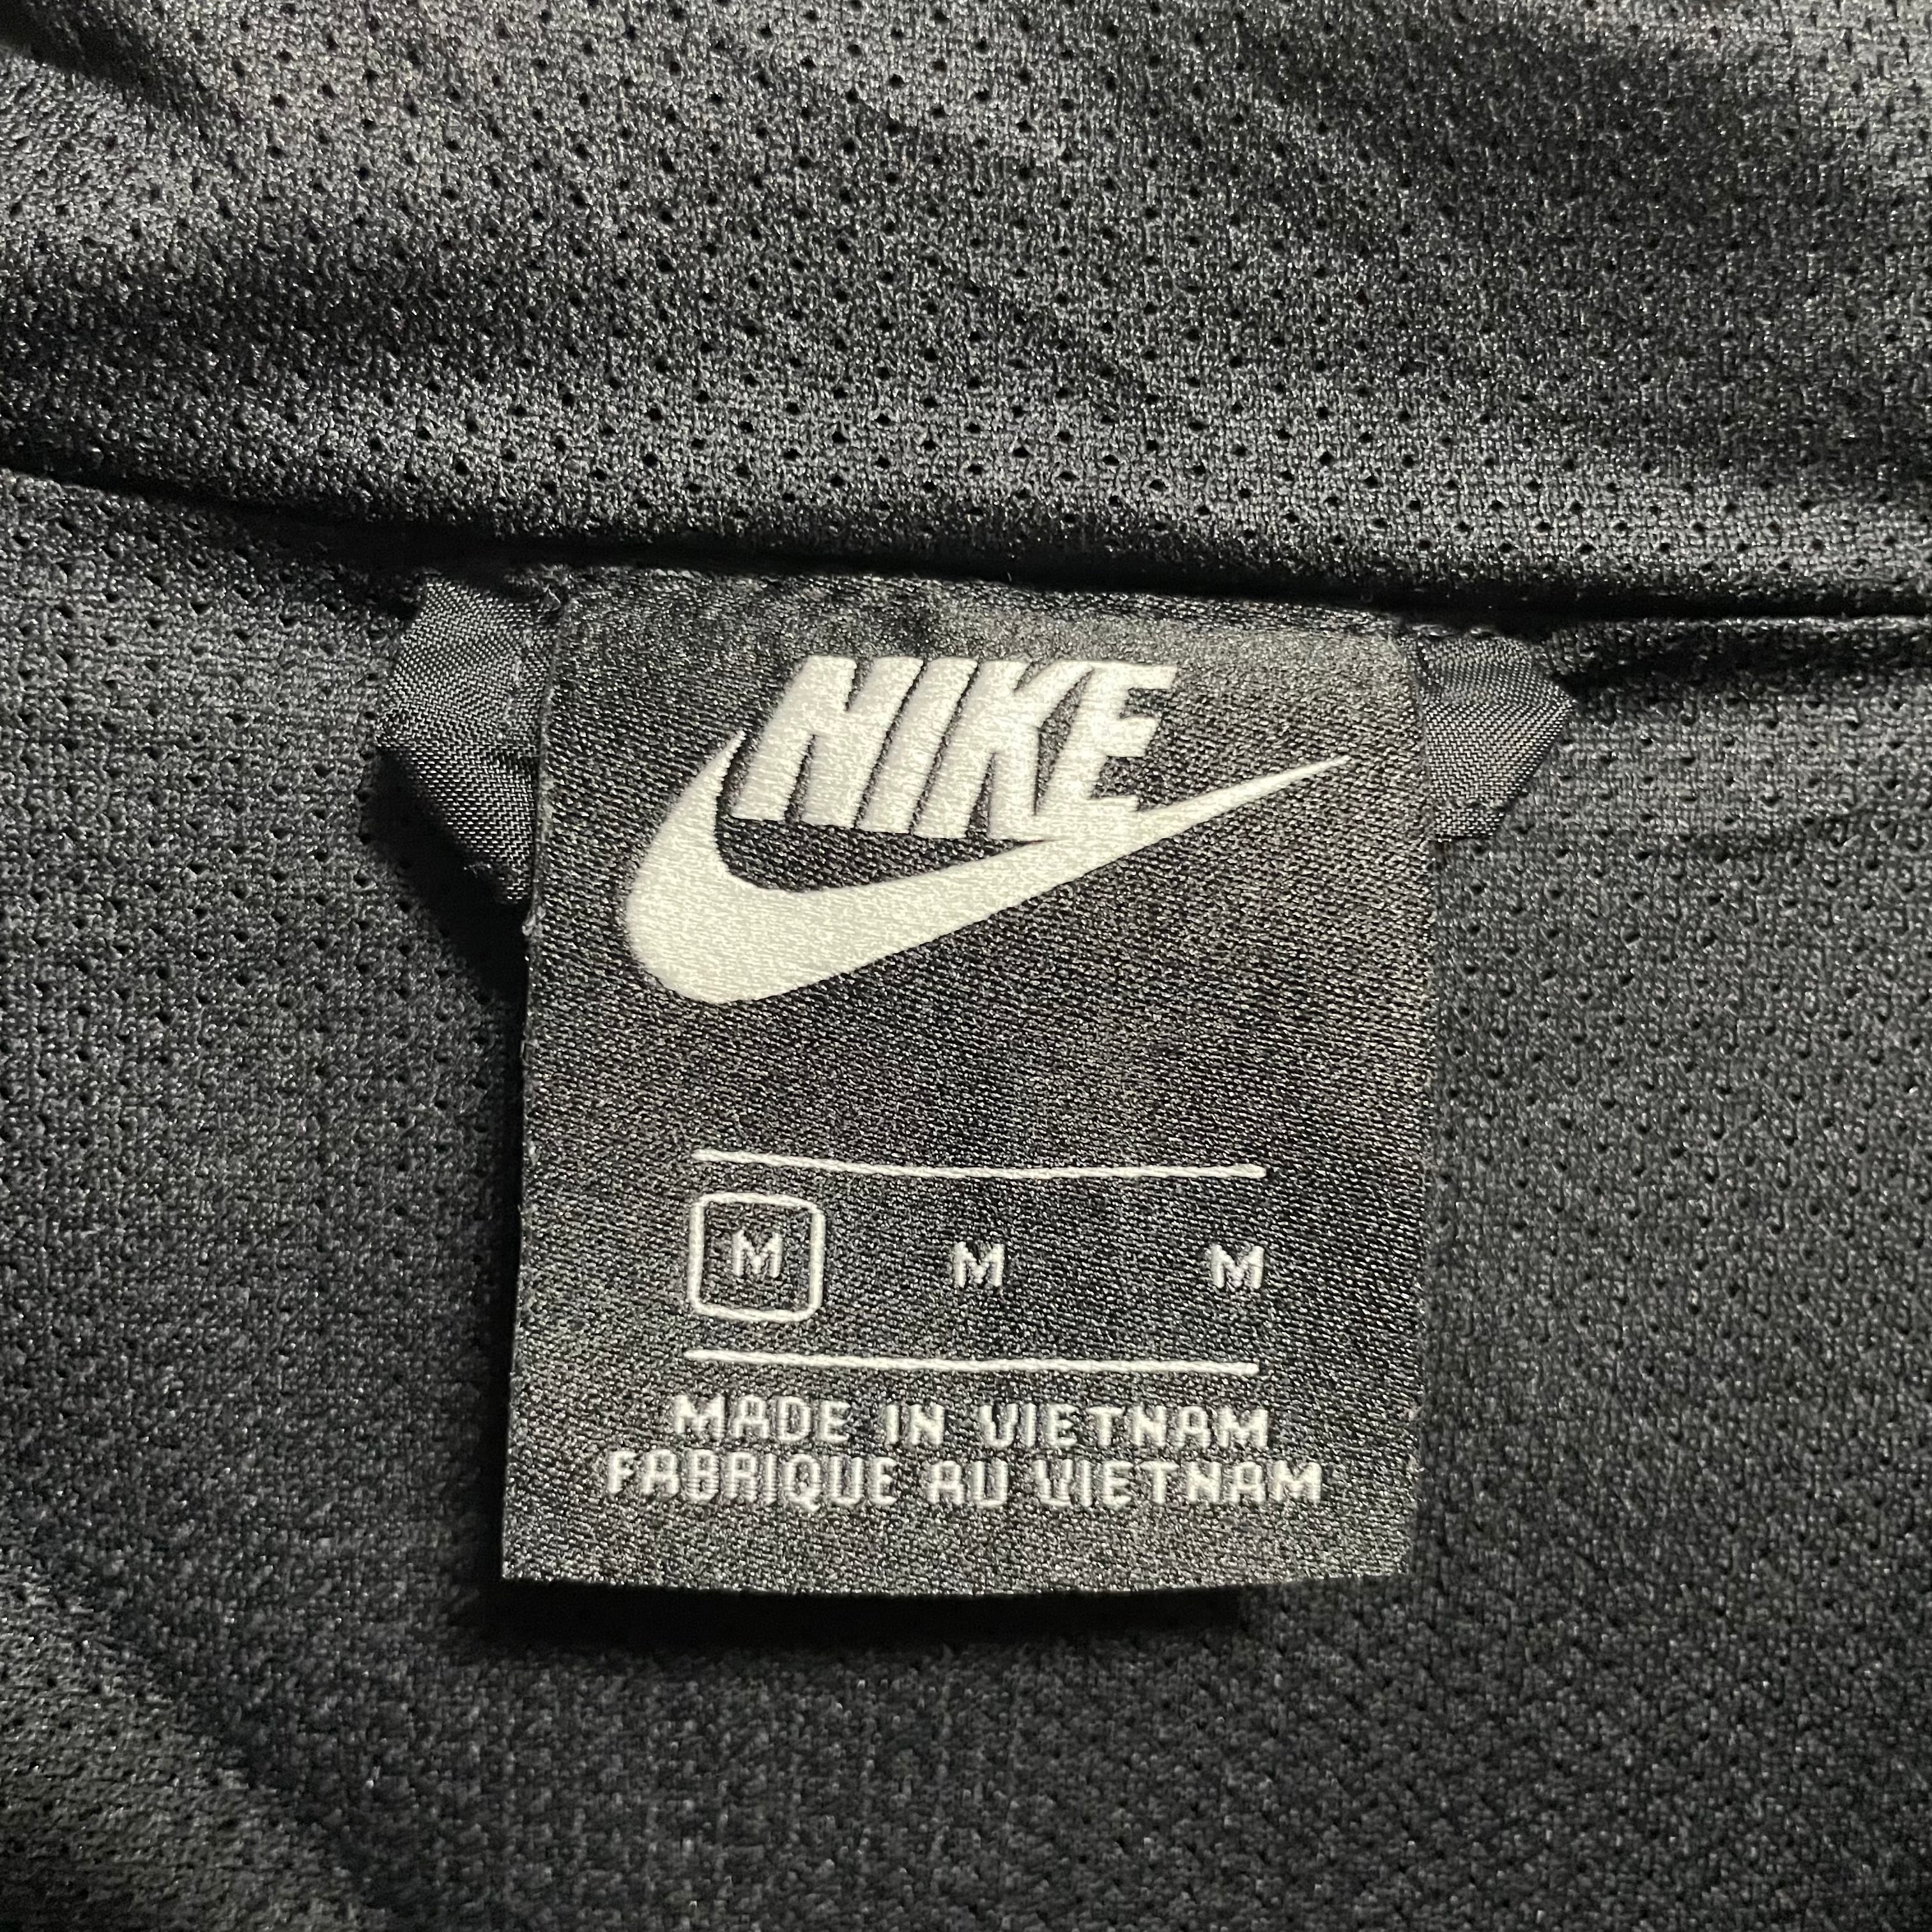 NIKE
M M M
MADE IN VIETNAM
FABRIQUE AU VIETNAM